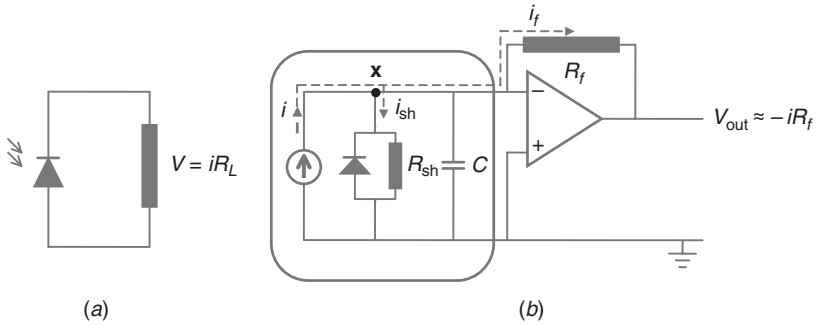 V = iR_L
(a)
x
i
i_sh
R_sh
C
i_f
R_f
−
+
V_out ≈ −iR_f
(b)